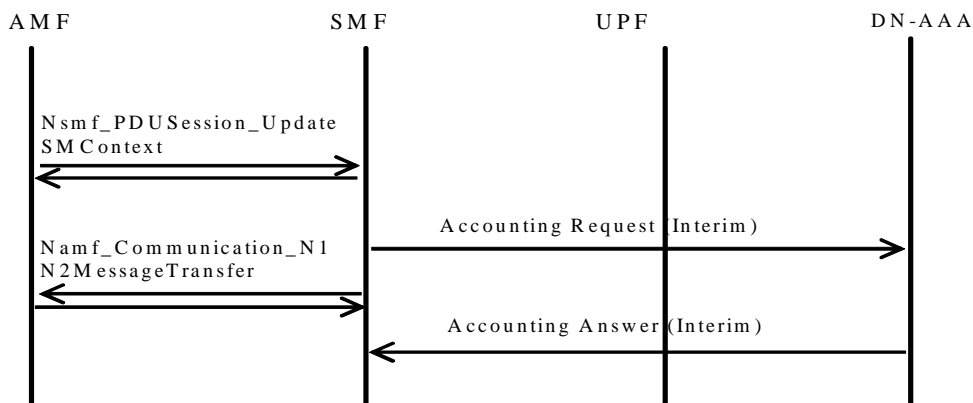 AMF SMF UPF DN-AAA
Nsmf_PDUSession_Update
SMContext
Accounting Request (Interim)
Namf_Communication_N1
N2MessageTransfer
Accounting Answer (Interim)